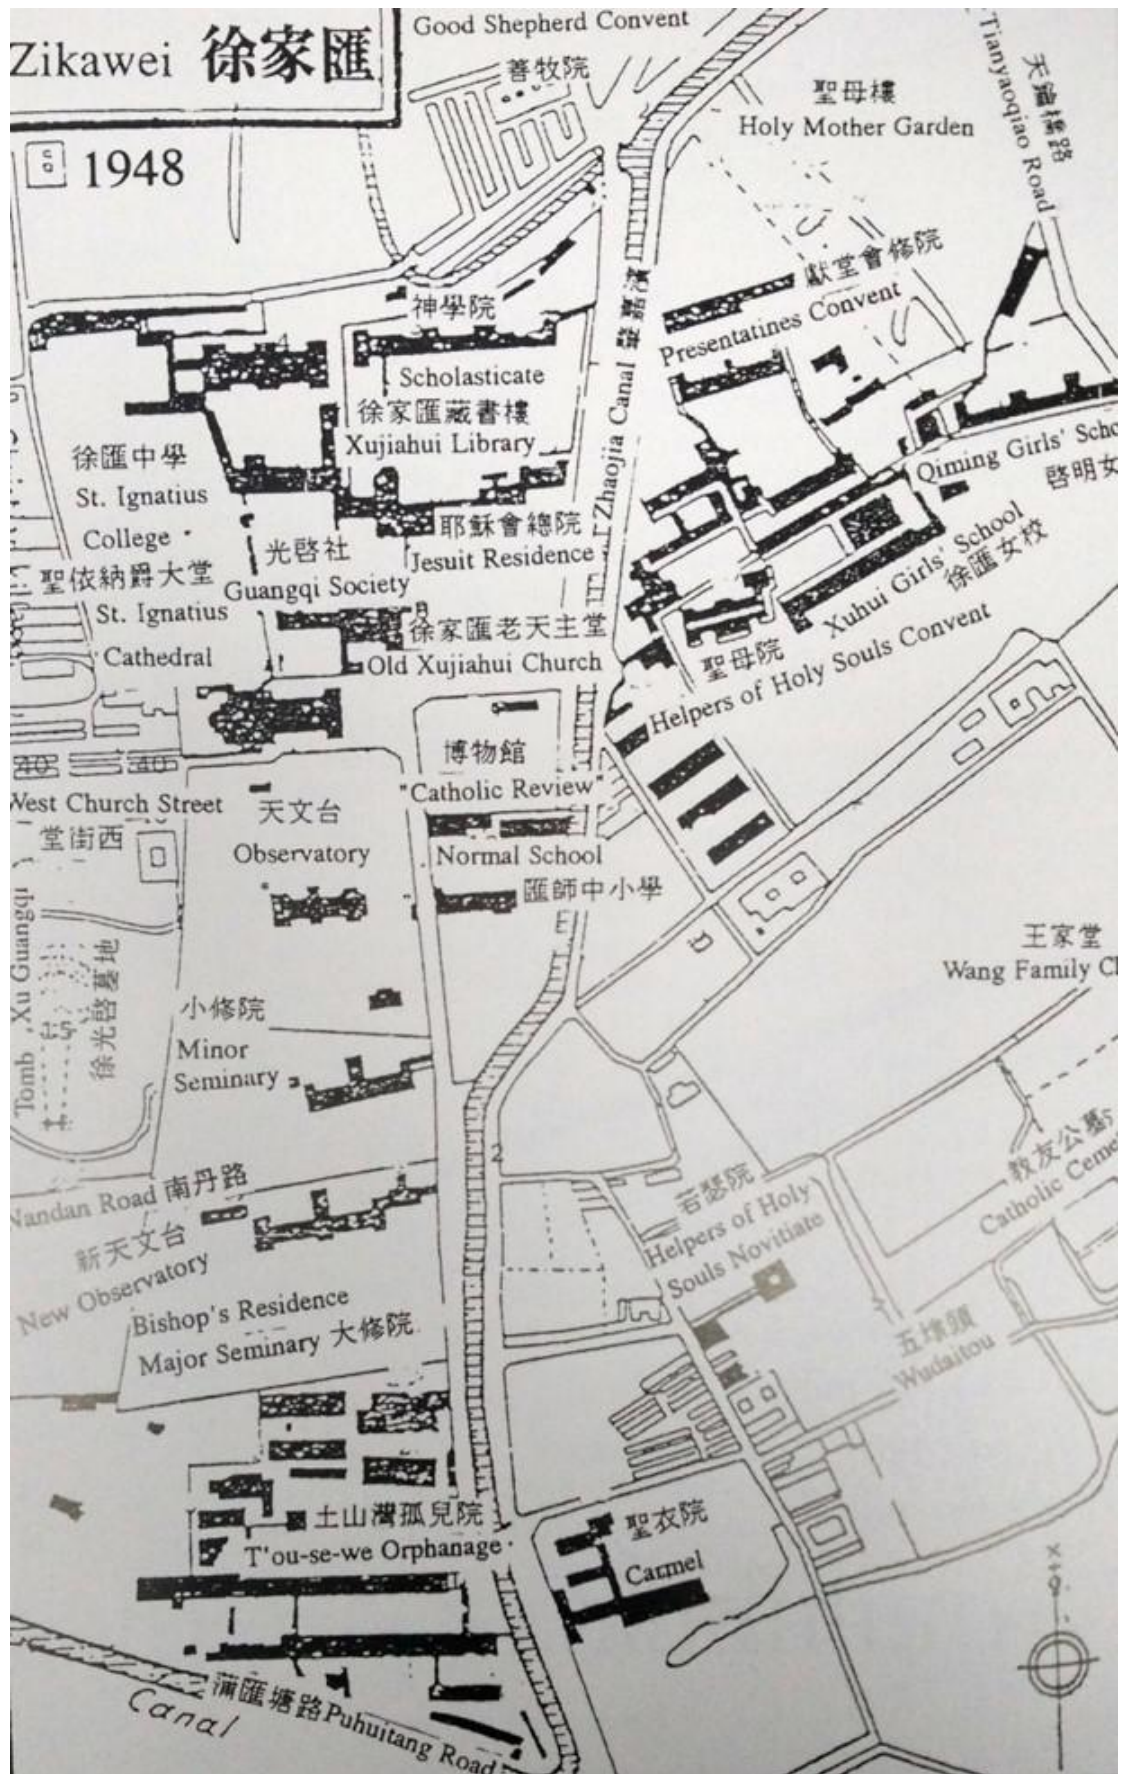 Zikawei 徐家匯
1948
Good Shepherd Convent
善牧院
聖母樓
Holy Mother Garden
天鑰橋路
Tianyaoqiao Road
獻堂會修院
Presentatines Convent
神學院
Scholasticate
徐家匯藏書樓
Xujiahui Library
Zhaojia Canal 肇嘉濱
徐匯中學
St. Ignatius
College
Qiming Girls'
啓明女
耶穌會總院
Jesuit Residence
光啓社
Guangqi Society
Xuhui Girls' School
徐匯女校
聖依納爵大堂
St. Ignatius
Cathedral
徐家匯老天主堂
Old Xujiahui Church
聖母院
Helpers of Holy Souls Convent
博物館
"Catholic Review"
40 40
West Church Street
堂街西
天文台
Observatory
Normal School
匯師中小學
Tomb Xu Guangqi
徐光啓墓地
15
王家堂
Wang Family
小修院
Minor
Seminary
2
教友公墓
Catholic
Nandan Road 南丹路
新天文台
New Observatory
若瑟院
Helpers of Holy
Souls Novitiate
Bishop's Residence
Major Seminary 大修院
Wudaitou
土山灣孤兒院
T'ou-se-we Orphanage
聖衣院
Carmel
蒲匯塘路 Puhuitang Road
Canal